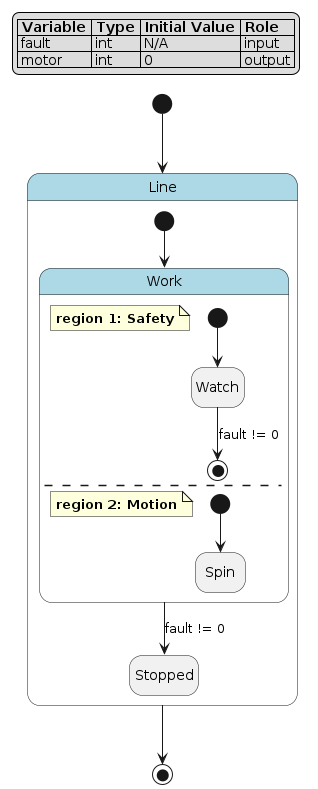 Variable Type Initial Value Role
fault int N/A input
motor int 0 output
Line
Work
region 1: Safety
Watch
fault != 0
region 2: Motion
Spin
fault != 0
Stopped